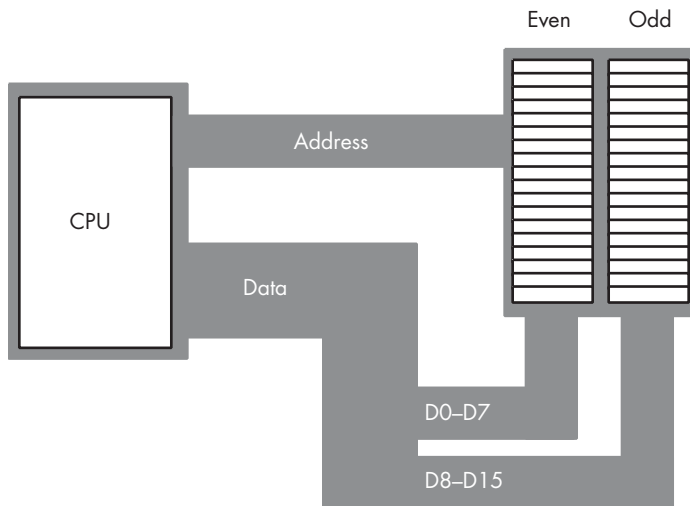 Even Odd
Address
CPU
Data
D0–D7
D8–D15